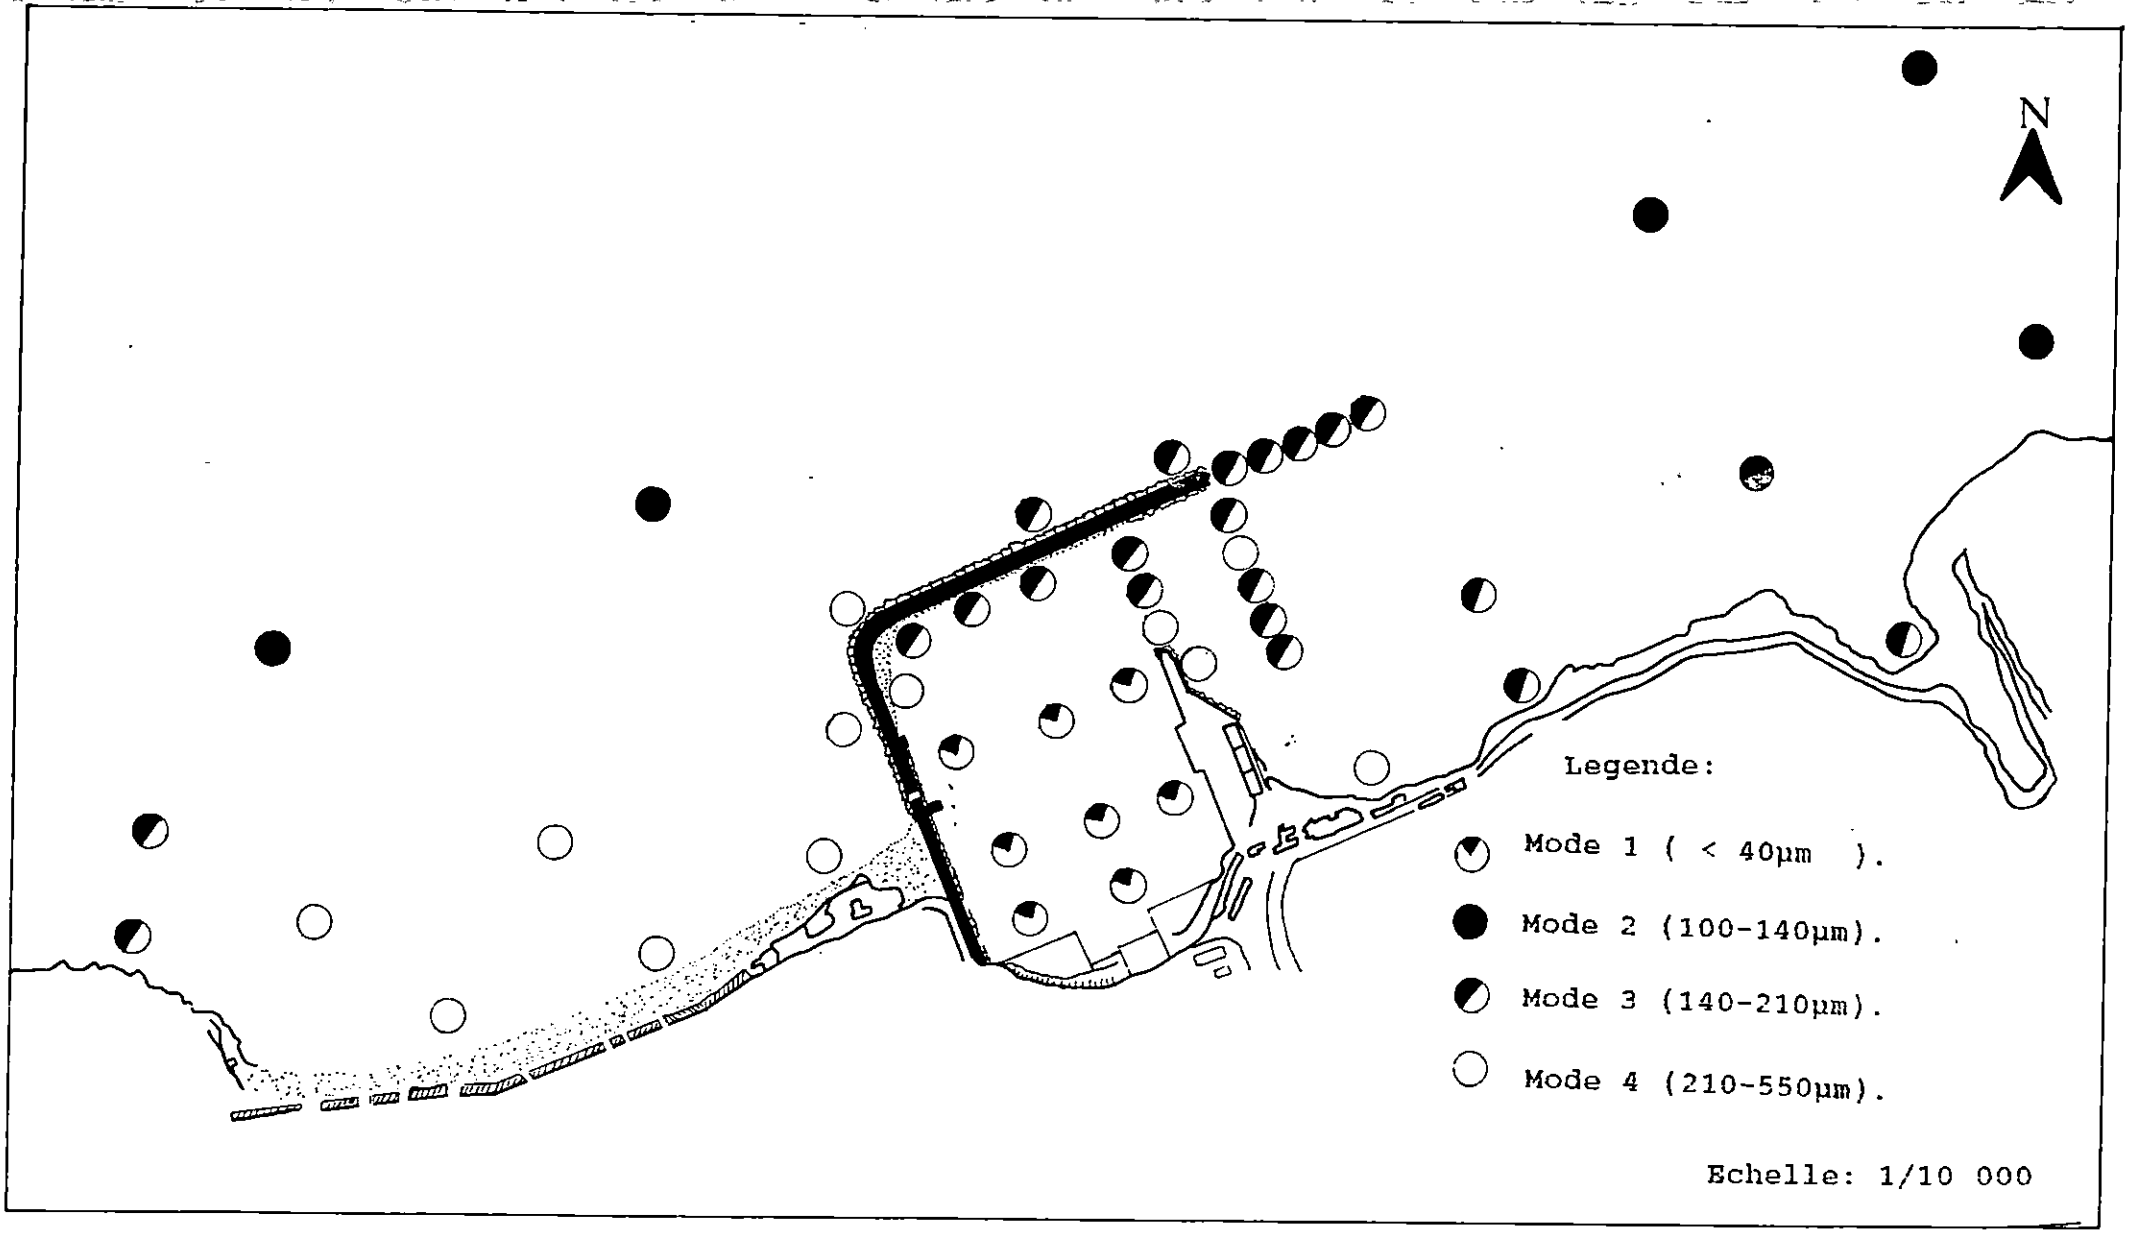 N
Legende:
Mode 1 ( < 40µm ).
Mode 2 (100-140µm).
Mode 3 (140-210µm).
Mode 4 (210-550µm).
Echelle: 1/10 000